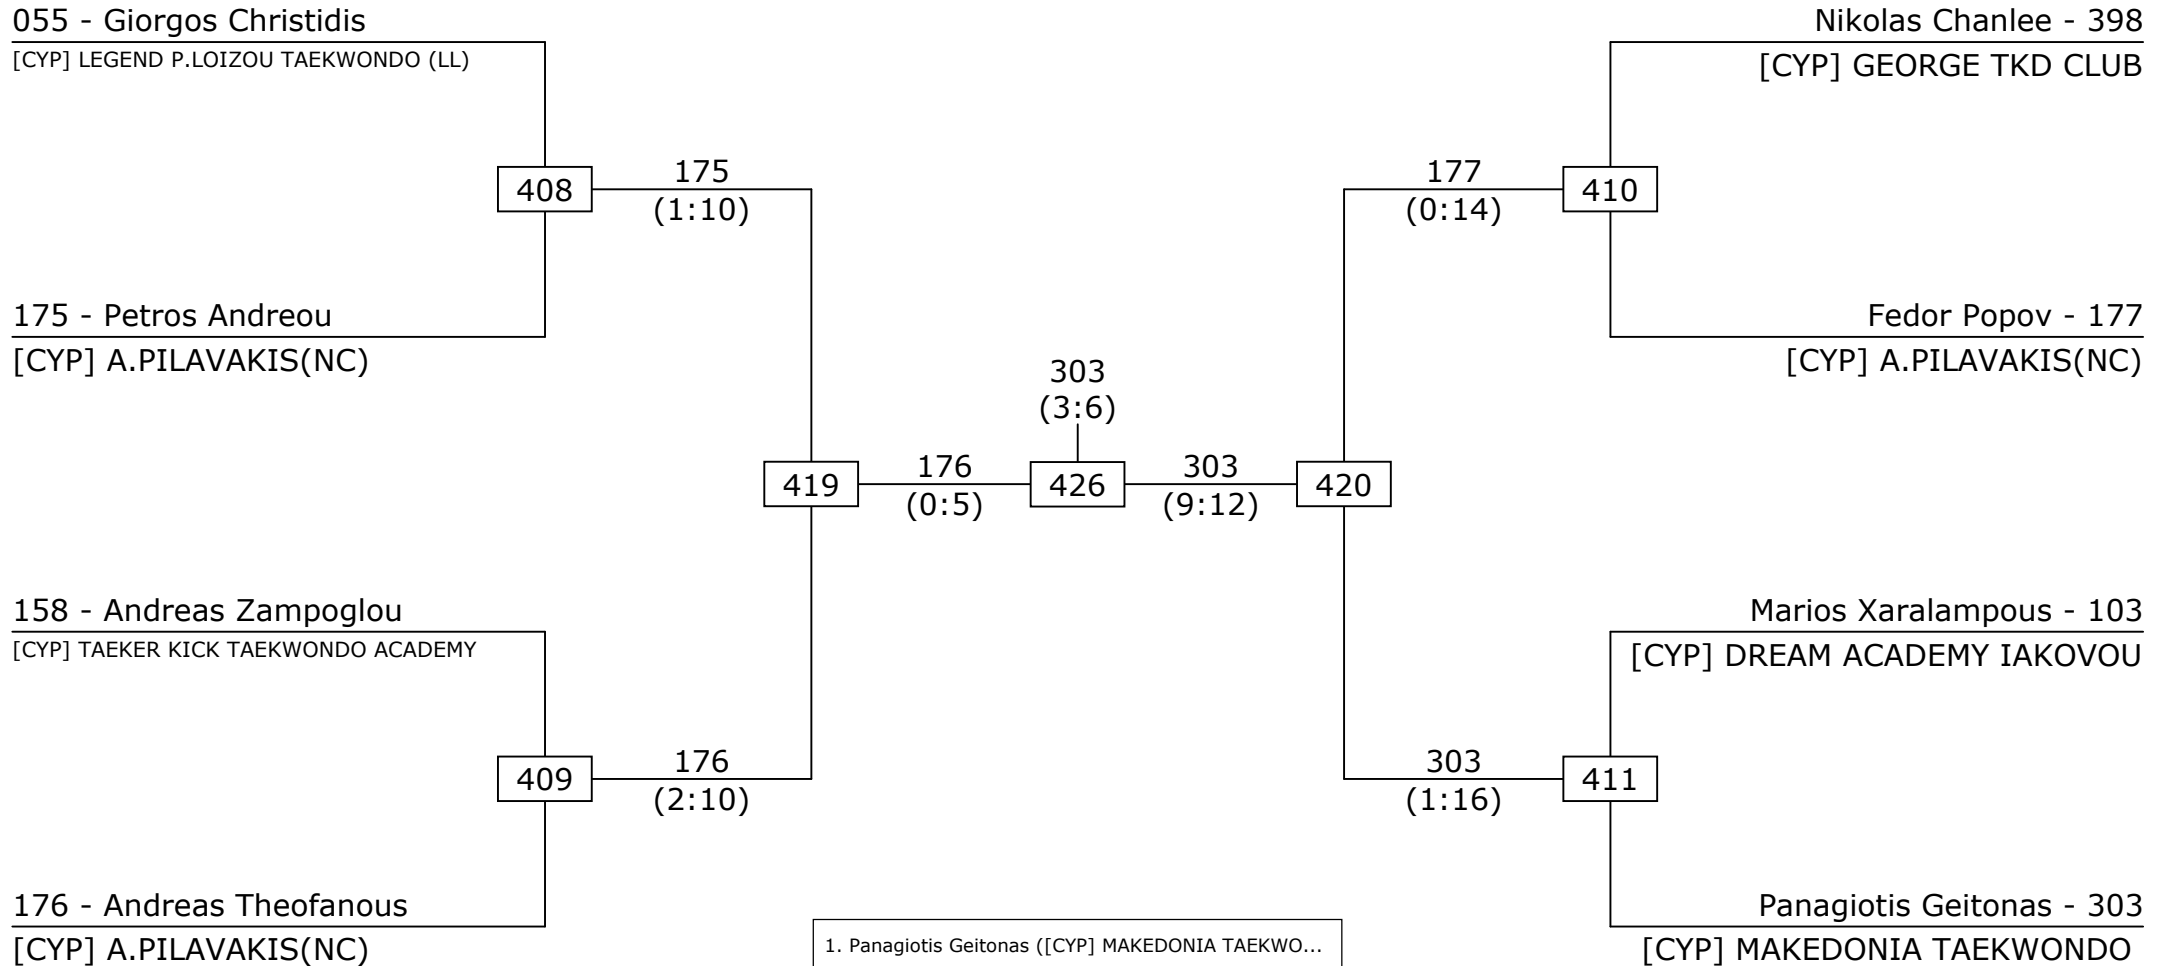 055 - Giorgos Christidis
[CYP] LEGEND P.LOIZOU TAEKWONDO (LL)
Nikolas Chanlee - 398
[CYP] GEORGE TKD CLUB
408
175
(1:10)
177
(0:14)
410
175 - Petros Andreou
[CYP] A.PILAVAKIS(NC)
Fedor Popov - 177
[CYP] A.PILAVAKIS(NC)
303
(3:6)
419
176
(0:5)
426
303
(9:12)
420
158 - Andreas Zampoglou
[CYP] TAEKER KICK TAEKWONDO ACADEMY
Marios Xaralampous - 103
[CYP] DREAM ACADEMY IAKOVOU
409
176
(2:10)
303
(1:16)
411
176 - Andreas Theofanous
[CYP] A.PILAVAKIS(NC)
1. Panagiotis Geitonas ([CYP] MAKEDONIA TAEKWO...
Panagiotis Geitonas - 303
[CYP] MAKEDONIA TAEKWONDO